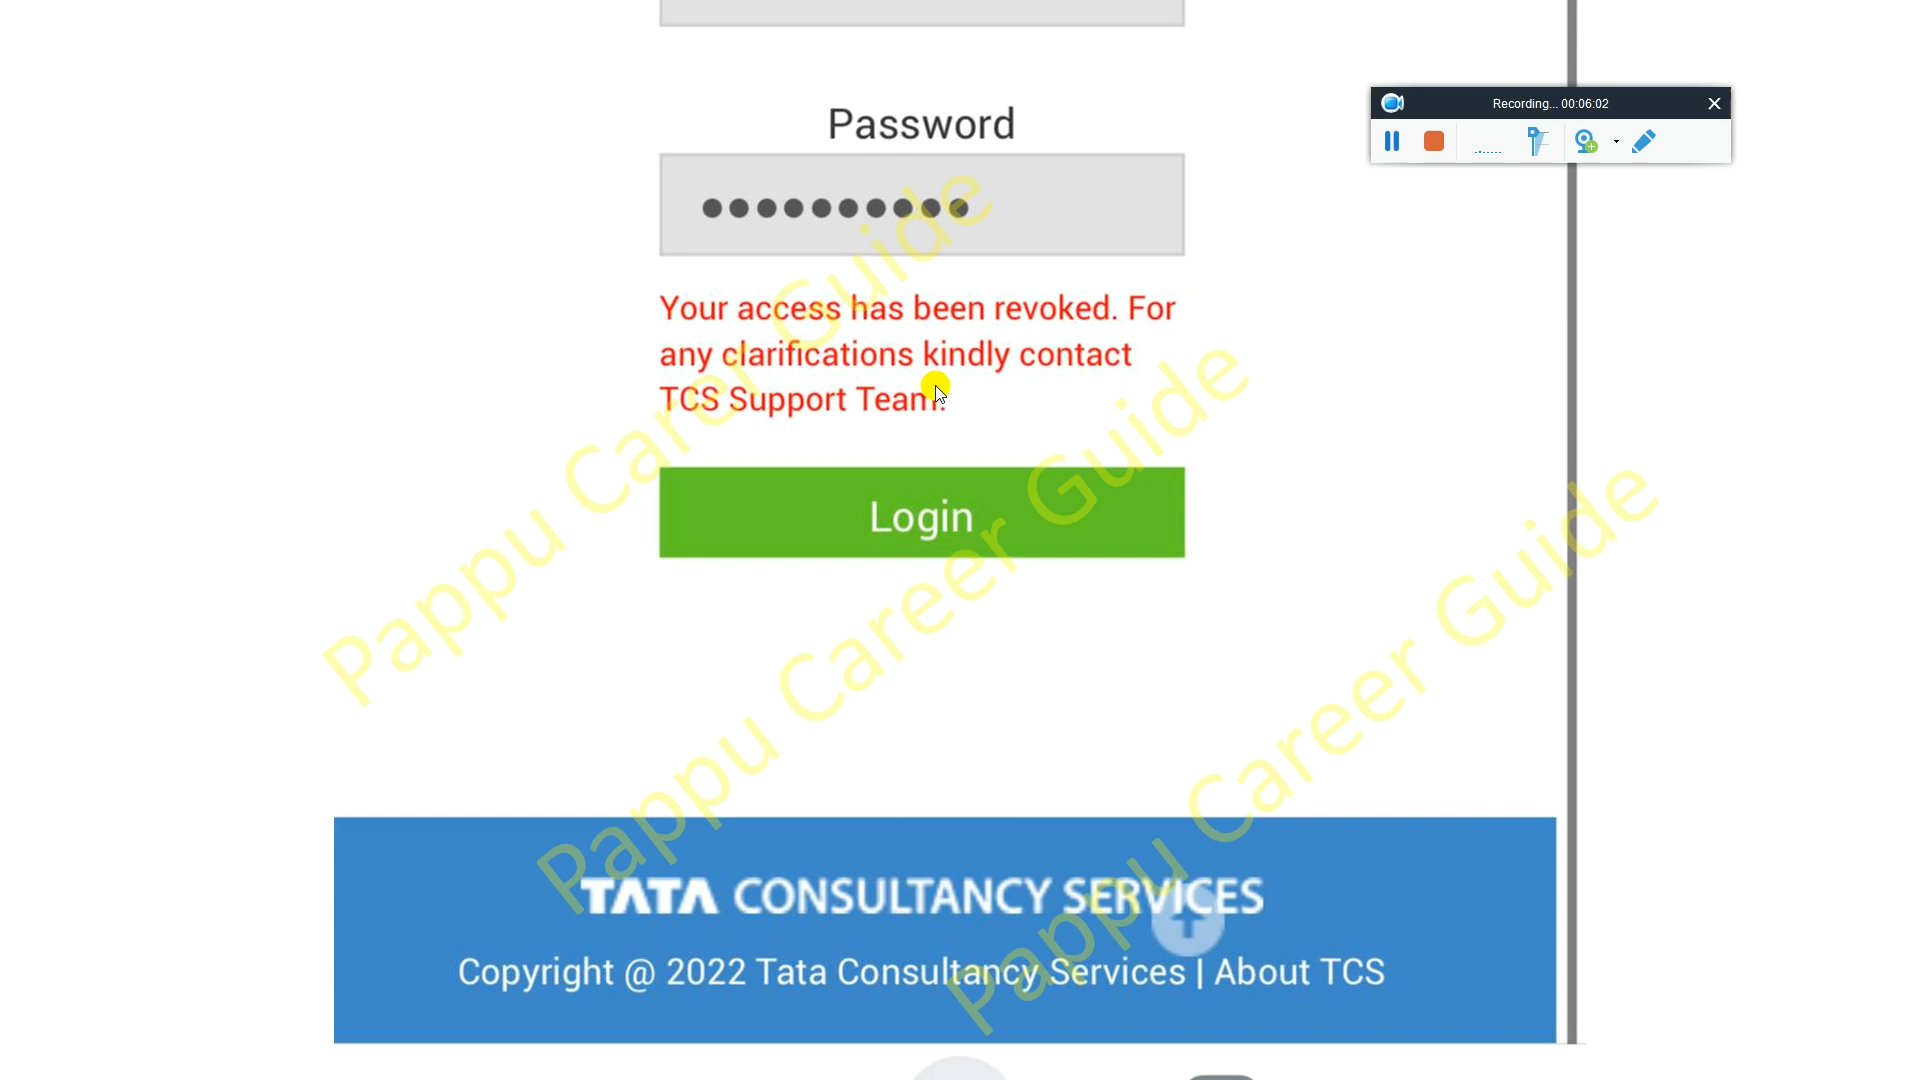 Recording... 00:06:02
Password
Your access has been revoked. For
any clarifications kindly contact
TCS Support Team.
Login
Pappu Career Guide
Pappu Career Guide
Pappu Career Guide
TATA CONSULTANCY SERVICES
Copyright @ 2022 Tata Consultancy Services | About TCS